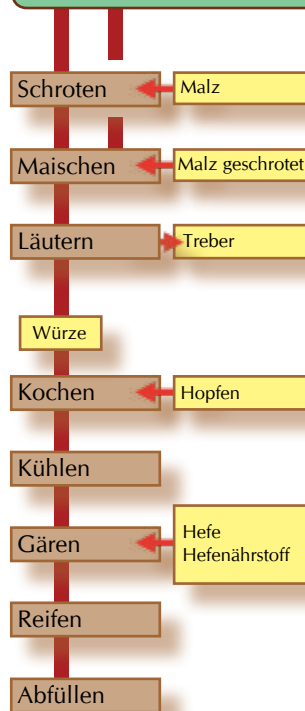 Schroten
Malz
Maischen
Malz geschrotet
Läutern
Treber
Würze
Kochen
Hopfen
Kühlen
Gären
Hefe
Hefenährstoff
Reifen
Abfüllen